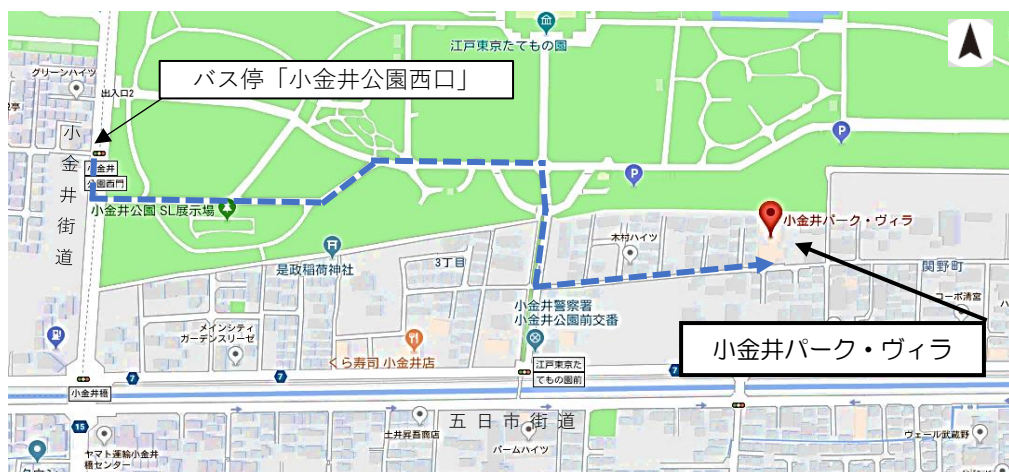 江戸東京たてもの園
グリーンハイツ
バス停「小金井公園西口」
出入口2
小金井街道
小金井
公園西門
P
P
小金井公園 SL展示場
小金井パーク・ヴィラ
木村ハイツ
是政稲荷神社
3丁目
関野町
コーポ清宮
小金井警察署
小金井公園前交番
メインシティ
ガーデンスリーゼ
くら寿司 小金井店
小金井パーク・ヴィラ
江戸東京た
てもの園前
7
7
7
小金井橋
15
五日市街道
土井昇吾商店
パームハイツ
ヴェール武蔵野
ヤマト運輸小金井
橋センター